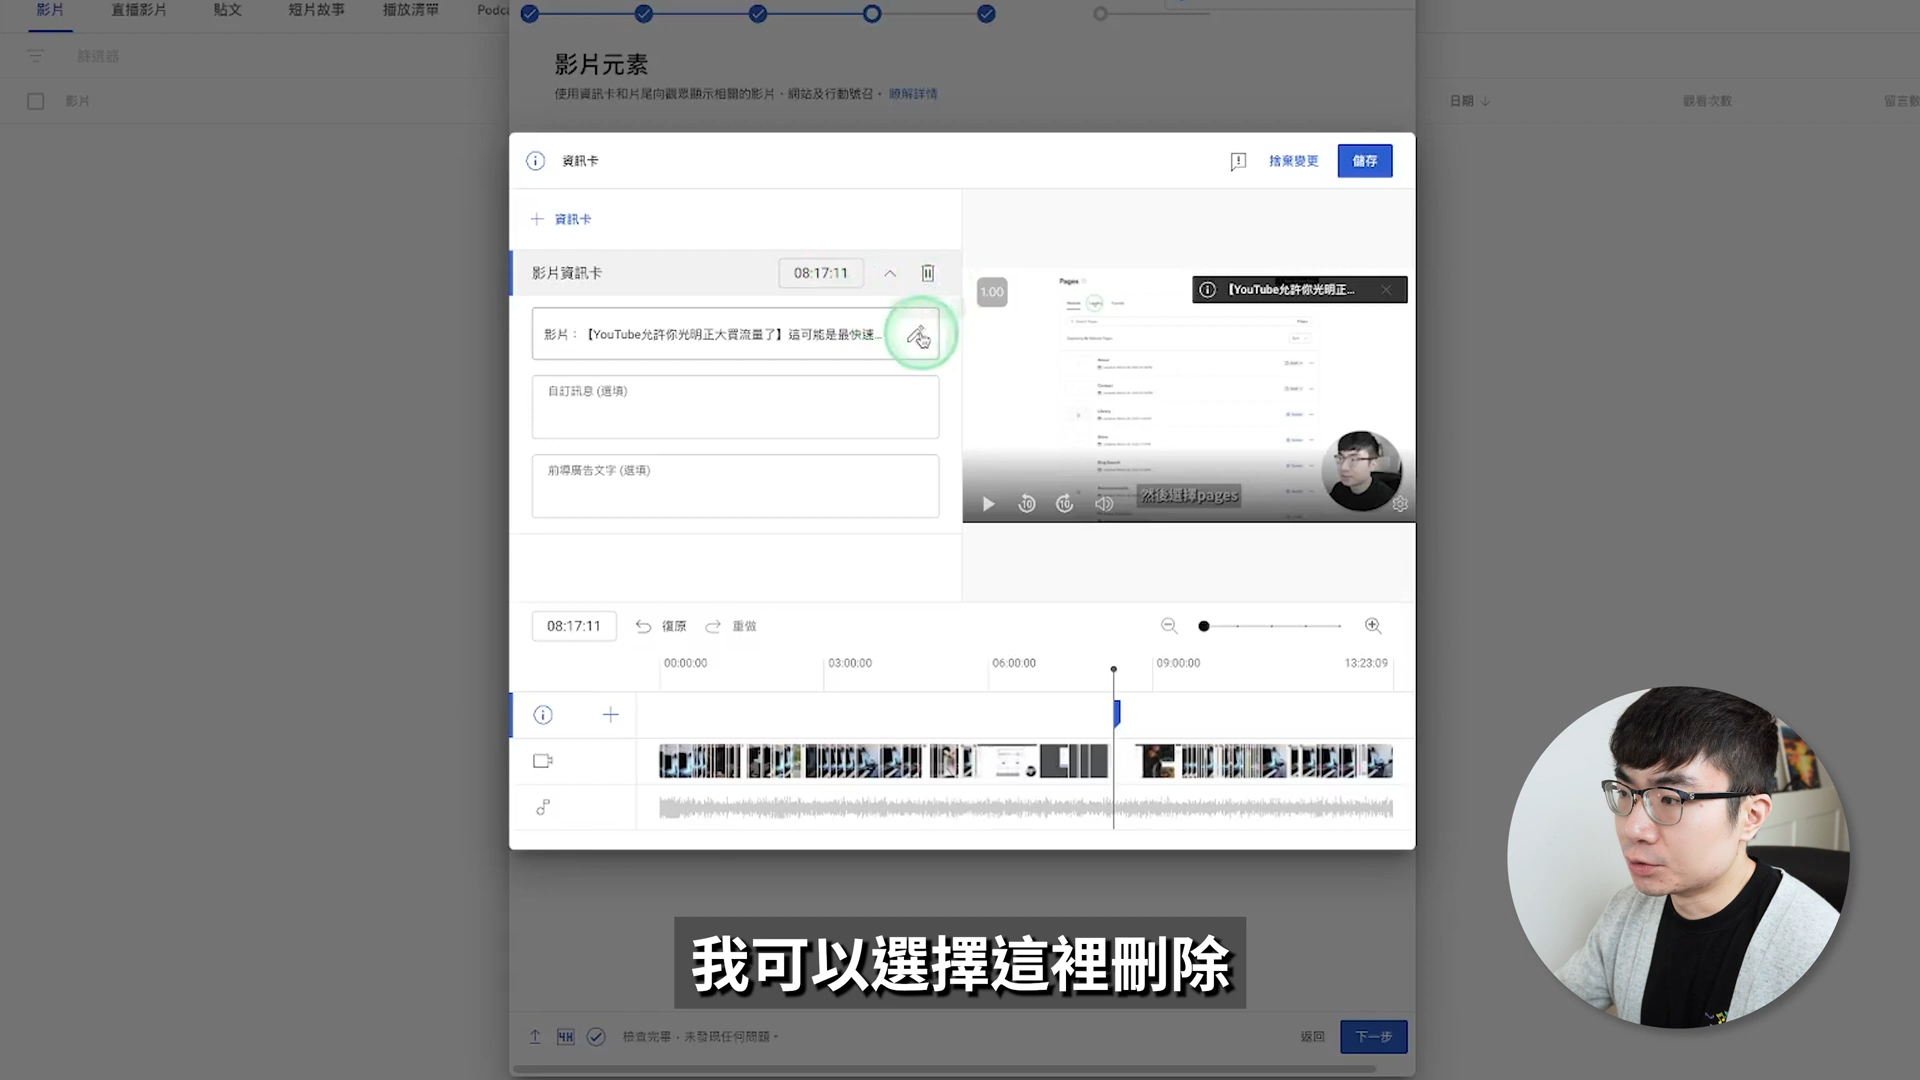 影片 直播影片 貼文 短片故事 播放清單 Podc
篩選器
影片 日期 觀看次數 留言數
影片元素
使用資訊卡和片尾向觀眾顯示相關的影片、網站及行動號召。 瞭解詳情
資訊卡 捨棄變更 儲存
資訊卡
影片資訊卡 08:17:11
影片：【YouTube允許你光明正大買流量了】這可能是最快速...
自訂訊息 (選填)
前導廣告文字 (選填)
1.00 Pages
【YouTube允許你光明正...
然後選擇pages
10 10
08:17:11 復原 重做
00:00:00 03:00:00 06:00:00 09:00:00 13:23:09
我可以選擇這裡刪除
檢查完畢，未發現任何問題。 返回 下一步